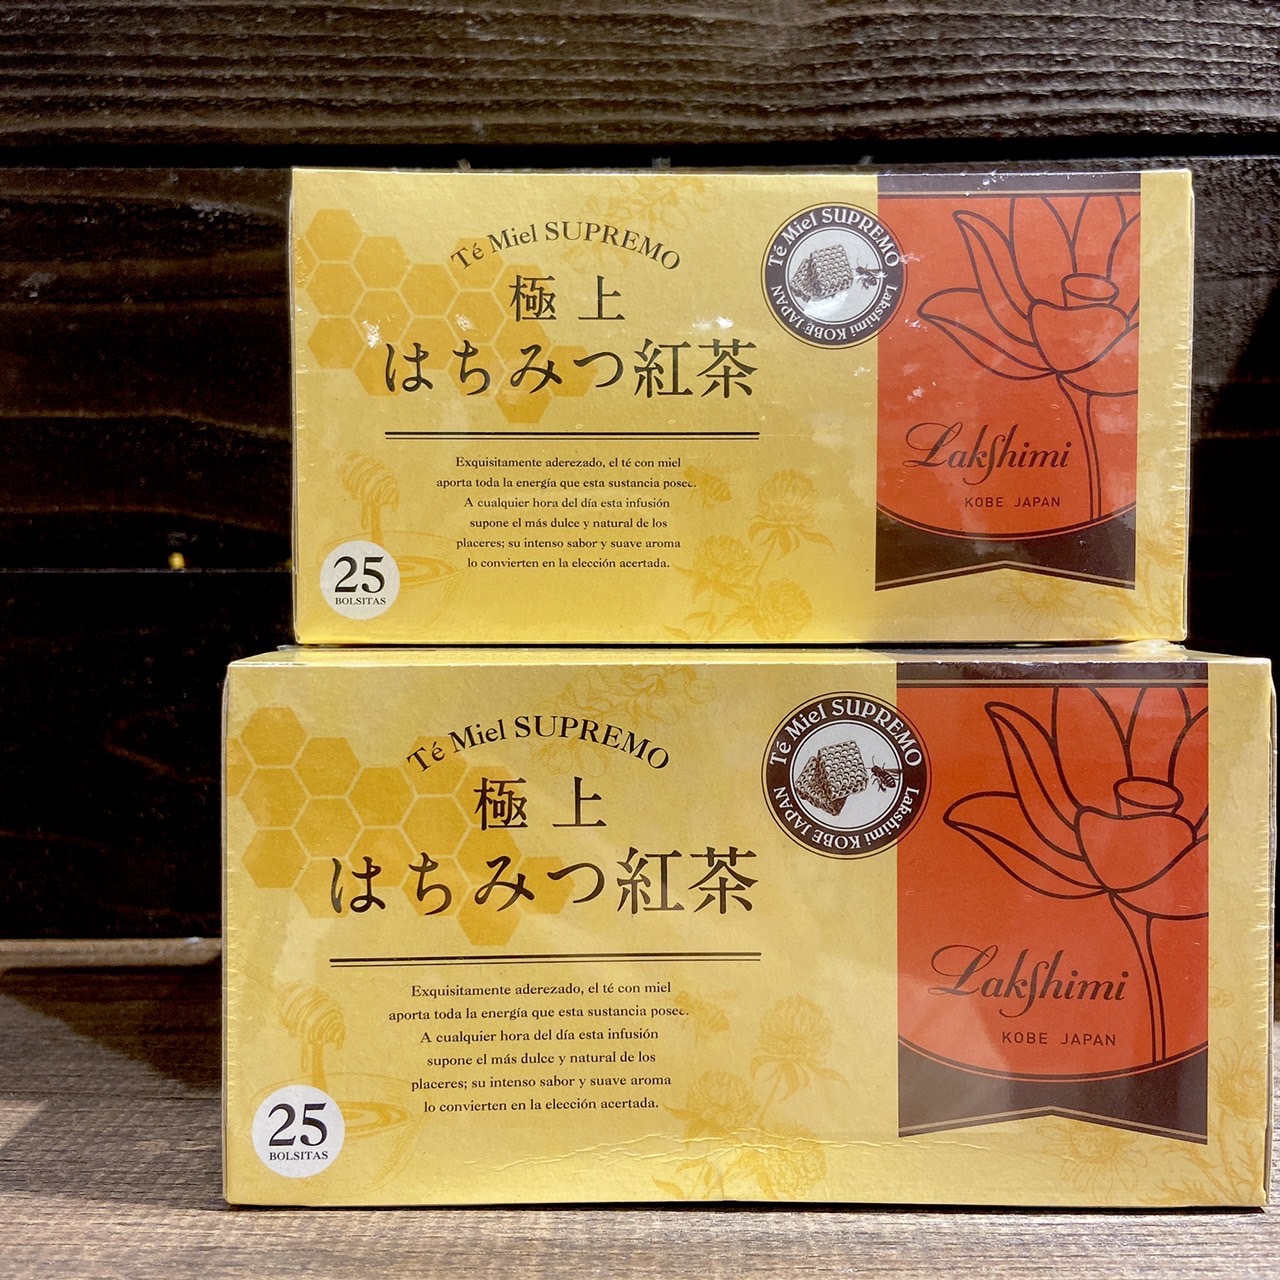 Té Miel SUPREMO
極上
はちみつ紅茶
Exquisitamente aderezado, el té con miel
aporta toda la energía que esta sustancia posee.
A cualquier hora del día esta infusión
supone el más dulce y natural de los
placeres; su intenso sabor y suave aroma
lo convierten en la elección acertada.
25
BOLSITAS
Té Miel SUPREMO
Lakshimi KOBE JAPAN
Lakshimi
KOBE JAPAN
Té Miel SUPREMO
極上
はちみつ紅茶
Exquisitamente aderezado, el té con miel
aporta toda la energía que esta sustancia posee.
A cualquier hora del día esta infusión
supone el más dulce y natural de los
placeres; su intenso sabor y suave aroma
lo convierten en la elección acertada.
25
BOLSITAS
Té Miel SUPREMO
Lakshimi KOBE JAPAN
Lakshimi
KOBE JAPAN